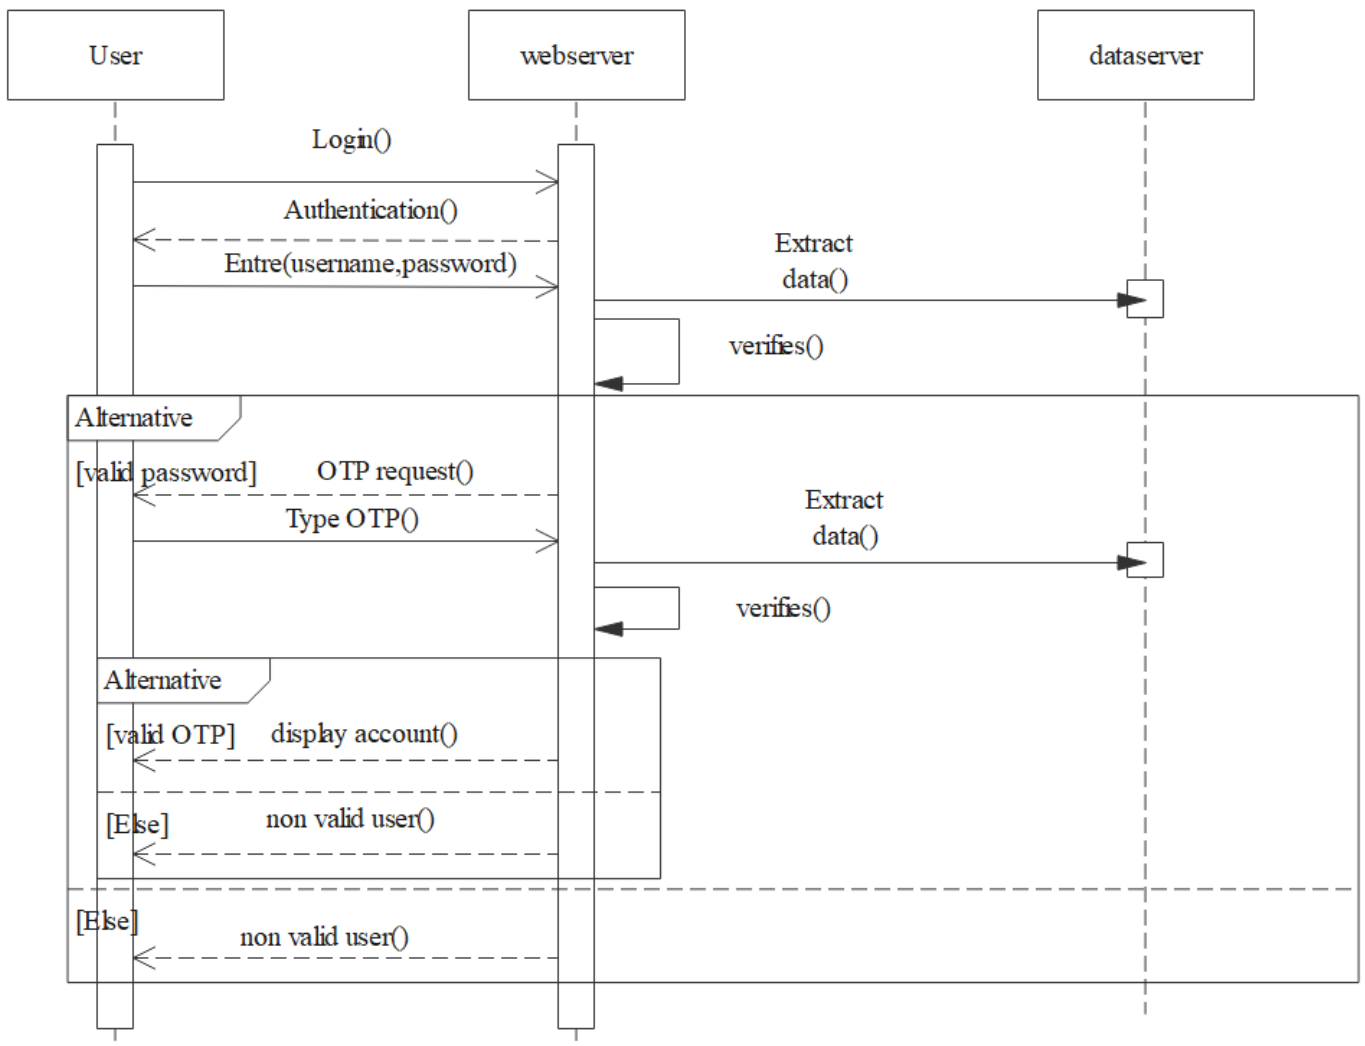 User
webserver
dataserver
Login()
Authentication()
Entre(username,password)
Extract
data()
verifies()
Alternative
[valid password]
OTP request()
Type OTP()
Extract
data()
verifies()
Alternative
[valid OTP]
display account()
[Else]
non valid user()
[Else]
non valid user()